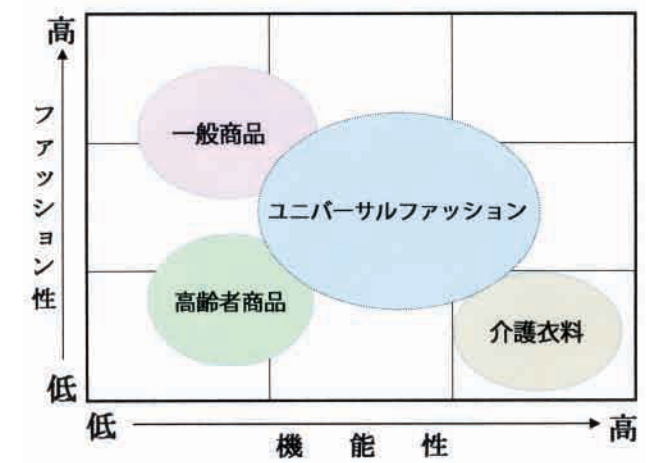 高
ファッション性
低
一般商品
ユニバーサルファッション
高齢者商品
介護衣料
低
高
機能性